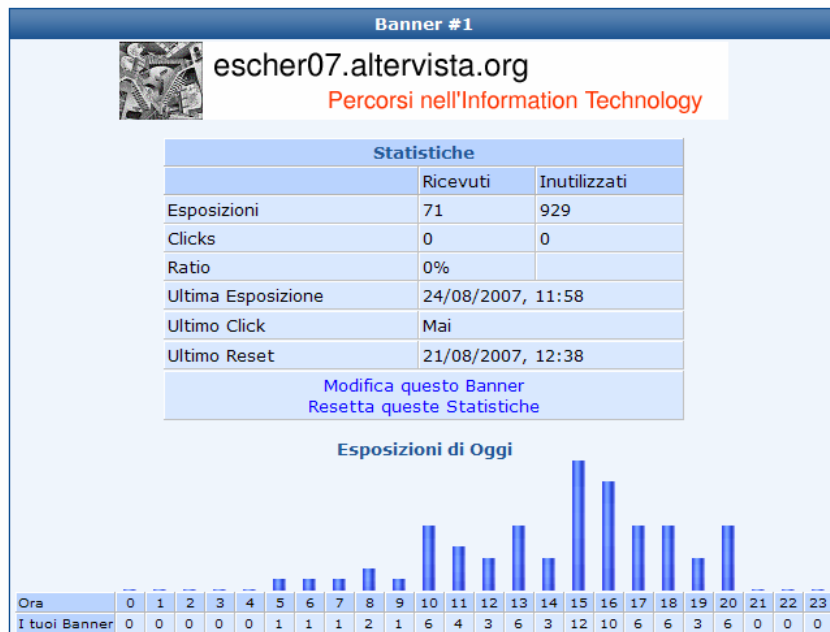 Banner #1
escher07.altervista.org
Percorsi nell'Information Technology
Statistiche
Ricevuti Inutilizzati
Esposizioni 71 929
Clicks 0 0
Ratio 0%
Ultima Esposizione 24/08/2007, 11:58
Ultimo Click Mai
Ultimo Reset 21/08/2007, 12:38
Modifica questo Banner
Resetta queste Statistiche
Esposizioni di Oggi
Ora 0 1 2 3 4 5 6 7 8 9 10 11 12 13 14 15 16 17 18 19 20 21 22 23
I tuoi Banner 0 0 0 0 0 1 1 1 2 1 6 4 3 6 3 12 10 6 6 3 6 0 0 0